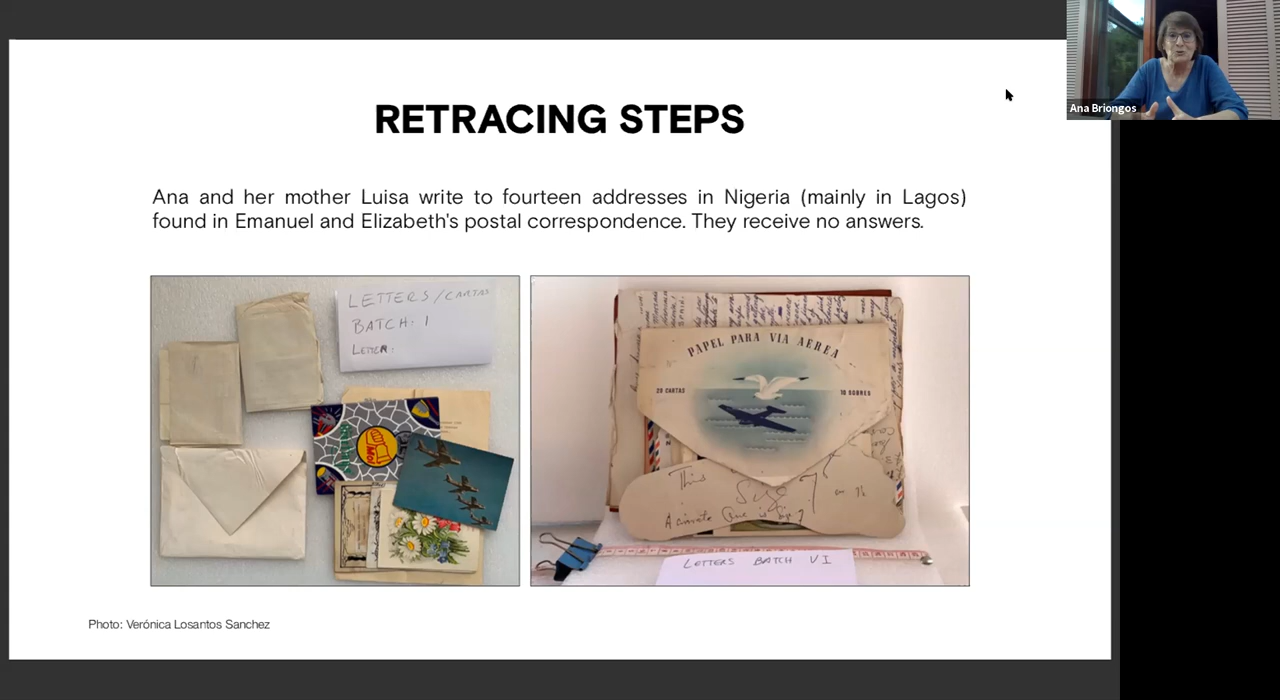 Ana Briongos
RETRACING STEPS
Ana and her mother Luisa write to fourteen addresses in Nigeria (mainly in Lagos)
found in Emanuel and Elizabeth's postal correspondence. They receive no answers.
LETTERS/CARTAS
BATCH: 1
LETTER:
PAPEL PARA VIA AEREA
20 CARTAS
10 SOBRES
This
LETTERS BATCH VI
Photo: Verónica Losantos Sanchez